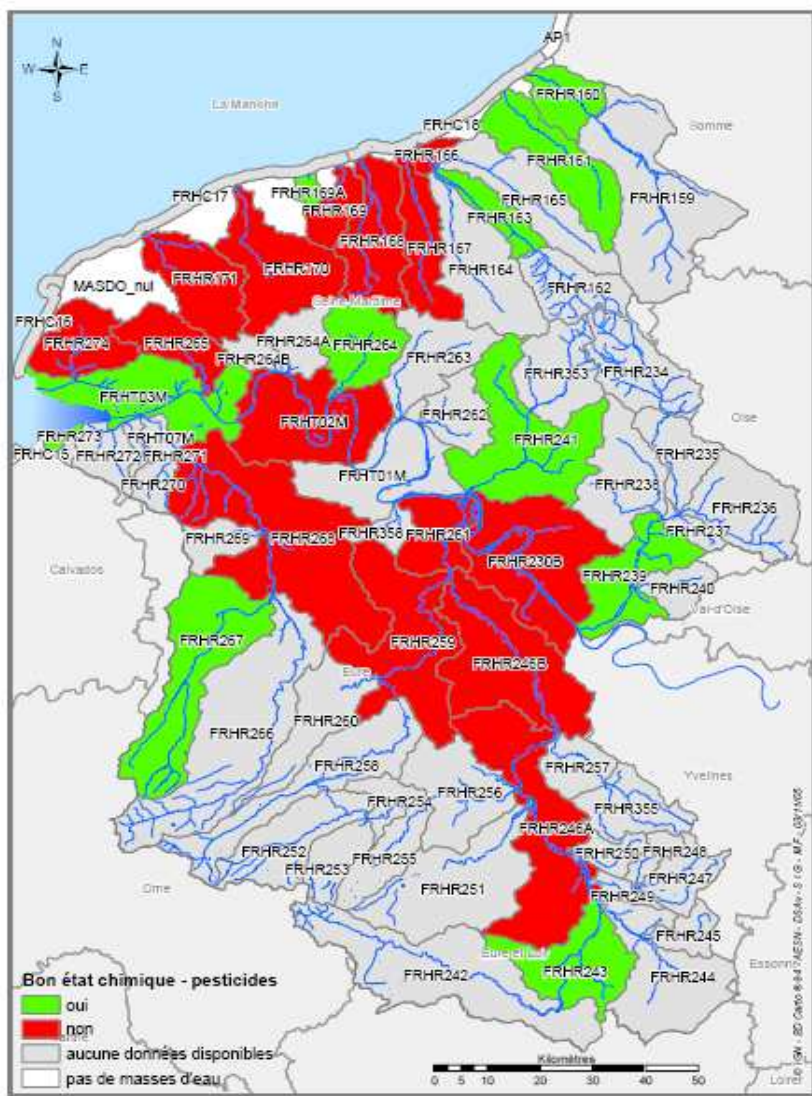 AP1
N
W E
S
La Manche
FRHR160
FRHC18
Somme
FRHR166
FRHR161
FRHR169A
FRHR165
FRHR159
FRHC17
FRHR169
FRHR163
FRHR168
FRHR167
FRHR171
FRHR170
FRHR164
MASDO_nul
FRHR162
Seine-Maritime
FRHC16
FRHR274
FRHR265
FRHR264A
FRHR264
FRHR263
FRHR264B
FRHR353
FRHR234
FRHT03M
FRHT02M
FRHR262
Oise
FRHR273
FRHT07M
FRHR241
FRHC15
FRHR272
FRHR271
FRHR235
FRHT01M
FRHR270
FRHR238
FRHR236
FRHR269
FRHR268
FRHR358
FRHR261
FRHR237
FRHR230B
Calvados
FRHR239
FRHR240
Val-d'Oise
FRHR267
FRHR259
FRHR246B
Eure
FRHR266
FRHR260
FRHR258
FRHR257
Yvelines
FRHR256
FRHR254
FRHR355
FRHR246A
FRHR252
FRHR250
FRHR248
FRHR253
FRHR255
FRHR247
FRHR251
FRHR249
Orne
FRHR245
Eure et Loir
FRHR242
FRHR243
FRHR244
Essonne
Loiret
Bon état chimique - pesticides
oui
non
aucune données disponibles
pas de masses d'eau
Kilomètres
0 5 10 20 30 40 50